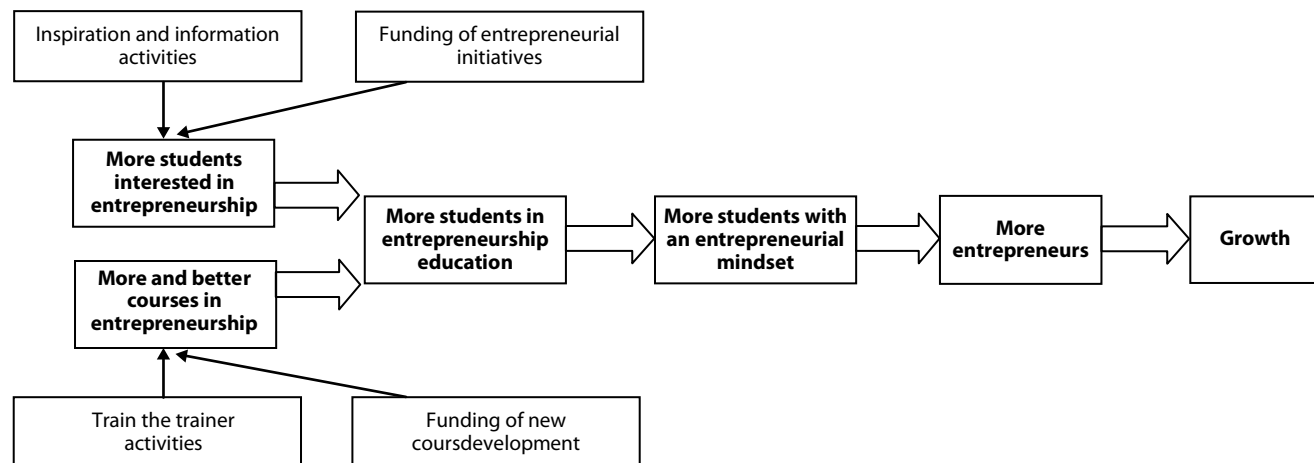 Inspiration and information
activities
Funding of entrepreneurial
initiatives
More students
interested in
entrepreneurship
More students in
entrepreneurship
education
More students with
an entrepreneurial
mindset
More
entrepreneurs
Growth
More and better
courses in
entrepreneurship
Train the trainer
activities
Funding of new
coursdevelopment